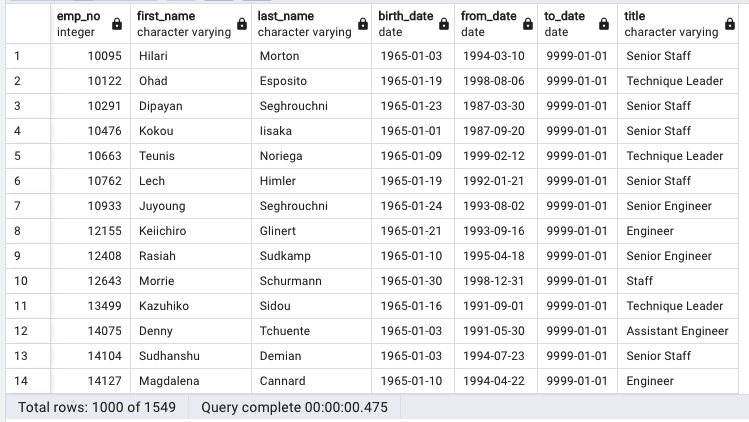 emp_no first_name last_name birth_date from_date to_date title
integer character varying character varying date date date character varying
1 10095 Hilari Morton 1965-01-03 1994-03-10 9999-01-01 Senior Staff
2 10122 Ohad Esposito 1965-01-19 1998-08-06 9999-01-01 Technique Leader
3 10291 Dipayan Seghrouchni 1965-01-23 1987-03-30 9999-01-01 Senior Staff
4 10476 Kokou Iisaka 1965-01-01 1987-09-20 9999-01-01 Senior Staff
5 10663 Teunis Noriega 1965-01-09 1999-02-12 9999-01-01 Technique Leader
6 10762 Lech Himler 1965-01-19 1992-01-21 9999-01-01 Senior Staff
7 10933 Juyoung Seghrouchni 1965-01-24 1993-08-02 9999-01-01 Senior Engineer
8 12155 Keiichiro Glinert 1965-01-21 1993-09-16 9999-01-01 Engineer
9 12408 Rasiah Sudkamp 1965-01-10 1995-04-18 9999-01-01 Senior Engineer
10 12643 Morrie Schurmann 1965-01-30 1998-12-31 9999-01-01 Staff
11 13499 Kazuhiko Sidou 1965-01-16 1991-09-01 9999-01-01 Technique Leader
12 14075 Denny Tchuente 1965-01-03 1991-05-30 9999-01-01 Assistant Engineer
13 14104 Sudhanshu Demian 1965-01-03 1994-07-23 9999-01-01 Senior Staff
14 14127 Magdalena Cannard 1965-01-10 1994-04-22 9999-01-01 Engineer
Total rows: 1000 of 1549 Query complete 00:00:00.475